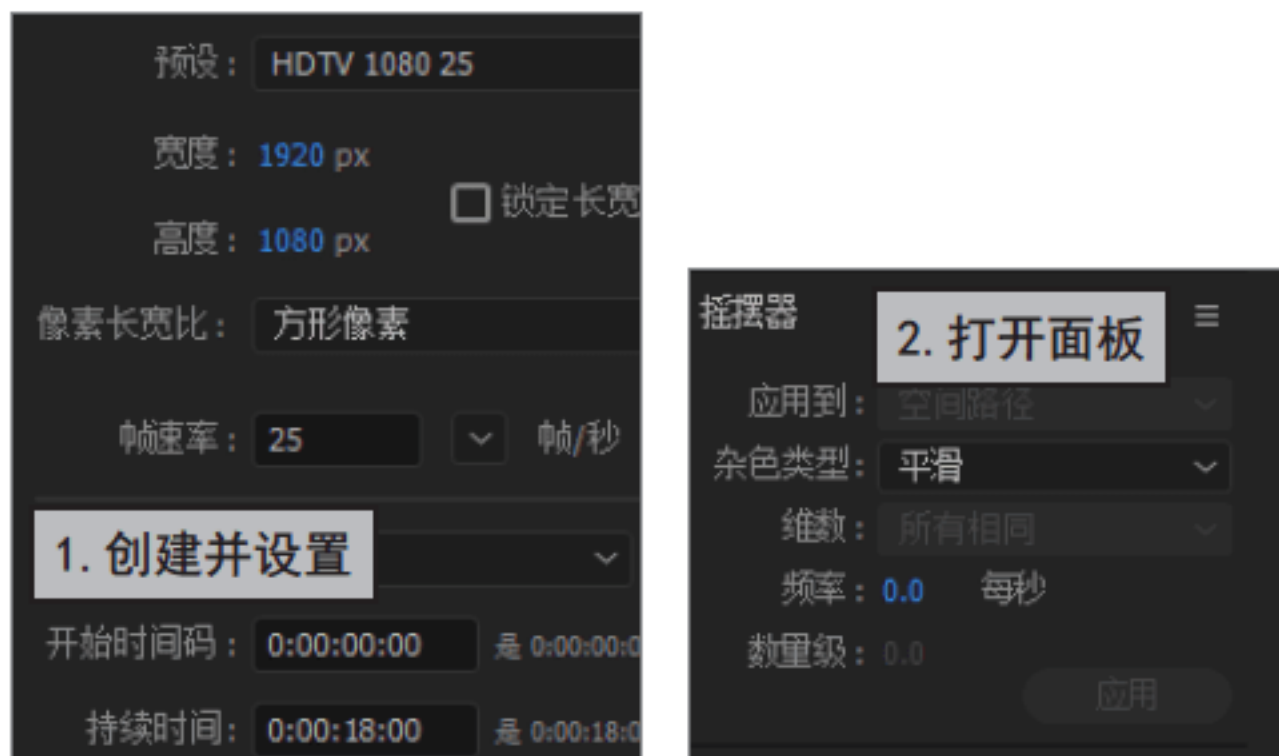 预设： HDTV 1080 25
宽度： 1920 px
锁定长宽
高度： 1080 px
像素长宽比： 方形像素
帧速率： 25 帧/秒
1. 创建并设置
开始时间码： 0:00:00:00 是 0:00:00:0
持续时间： 0:00:18:00 是 0:00:18:0
摇摆器
2. 打开面板
应用到： 空间路径
杂色类型： 平滑
维数： 所有相同
频率： 0.0 每秒
数量级： 0.0
应用